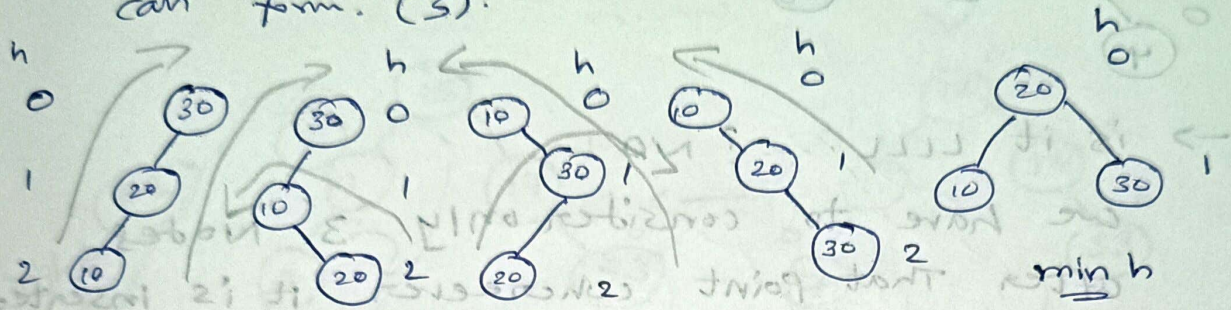 can form. (5).
h h h h h
0 30 30 0 10 0 10 0 20 0
1 20 10 1 30 1 20 1 10 30 1
2 10 20 2 20 2 30 2 min h